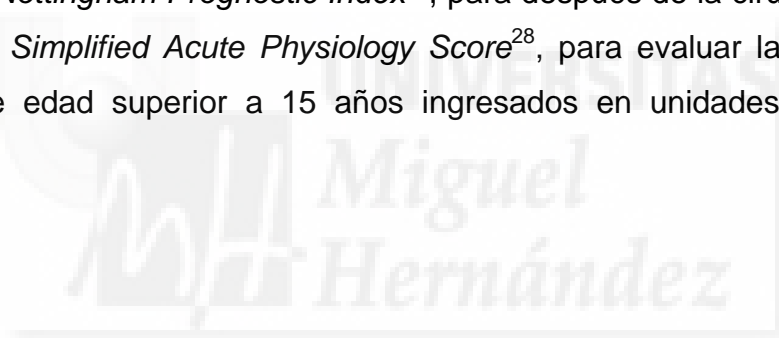 Nottingham Prognostic Index, para después de la
Simplified Acute Physiology Score28, para evaluar la
edad superior a 15 años ingresados en unidades
UNIVERSITAS
Miguel
Hernández